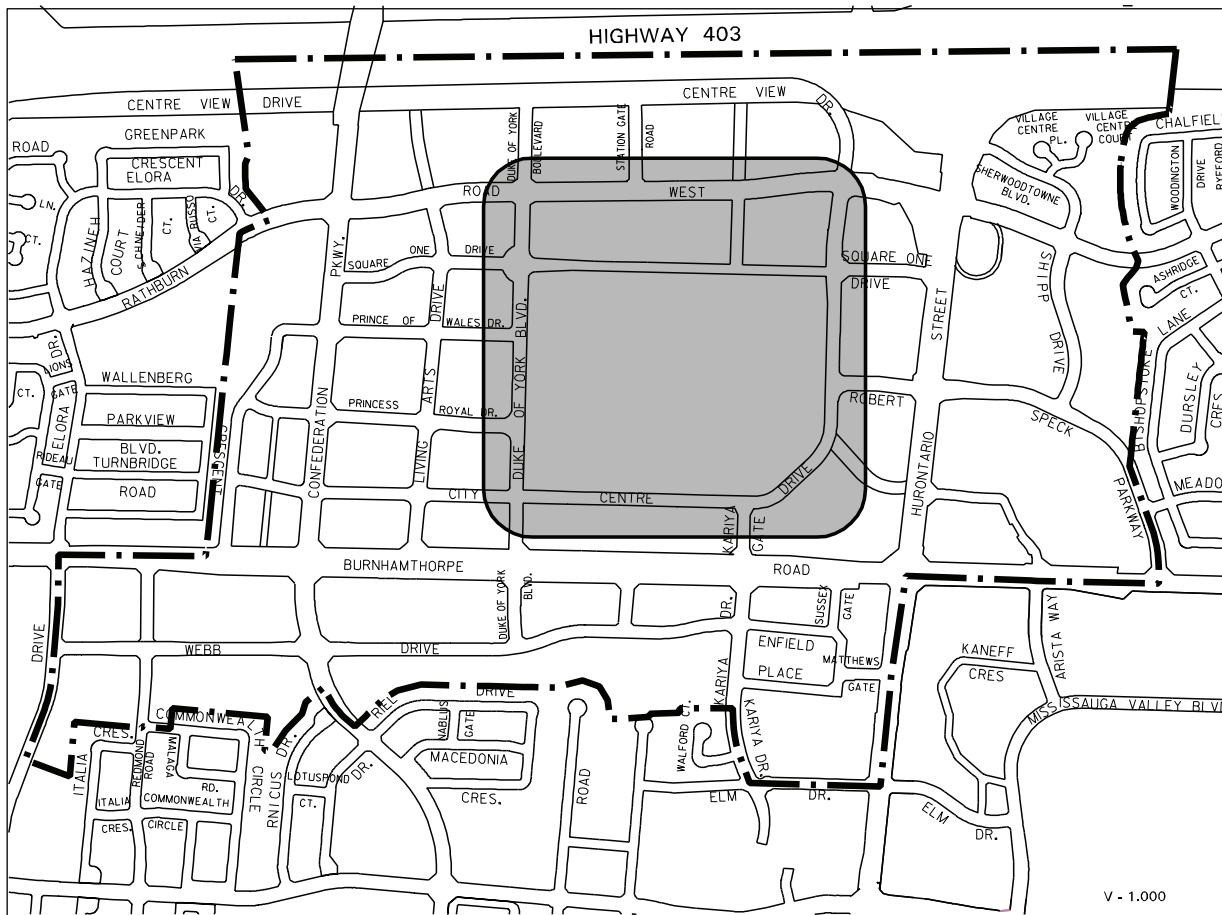 HIGHWAY 403
CENTRE VIEW DRIVE
CENTRE VIEW
DR.
GREENPARK
ROAD
CRESCENT
ELORA
DR.
LN.
CT.
HAZINEH
COURT
SCHNEIDER
CT.
VIA RUSSO
CT.
RATHBURN
ROAD
WEST
PKWY.
DUKE OF YORK
BOULEVARD
STATION GATE
ROAD
VILLAGE
CENTRE
PL.
VILLAGE
CENTRE
COURT
CHALFIELD
SHERWOODTOWNE
BLVD.
WOODINGTON
DRIVE
RYEFORD
SQUARE ONE DRIVE
SQUARE ONE
DRIVE
SHIPP
DRIVE
ASHRIDGE
CT.
LANE
BISHOPSTOKE
PRINCE OF WALES DR.
DRIVE
ARTS
LIVING
DUKE OF YORK BLVD.
STREET
HURONTARIO
PRINCESS ROYAL DR.
ROBERT
SPECK
PARKWAY
DURSLEY
CRES.
MEADO
DR.
LIONS
GATE
CT.
ELORA
WALLENBERG
PARKVIEW
BLVD.
TURNBRIDGE
ROAD
RIDEAU
GATE
CRESCENT
CONFEDERATION
CITY CENTRE DRIVE
KARIYA
GATE
BURNHAMTHORPE ROAD
DUKE OF YORK
BLVD.
DR.
KARIYA
SUSSEX
GATE
ENFIELD
PLACE
MATTHEWS
GATE
DRIVE
WEBB DRIVE
KANEFF
CRES
ARISTA WAY
MISSISSAUGA VALLEY BLVD
COMMONWEALTH
CIRCLE
CRES.
ITALIA
REDMOND
ROAD
MALAGA
RD.
ITALIA
COMMONWEALTH
CRES.
CIRCLE
RNICUS
DR.
LOTUSPOND
CT.
DR.
RIEL DRIVE
NABLUS
GATE
MACEDONIA
CRES.
ROAD
WALFORD CT.
KARIYA DR.
ELM DR.
ELM
DR.
V - 1.000